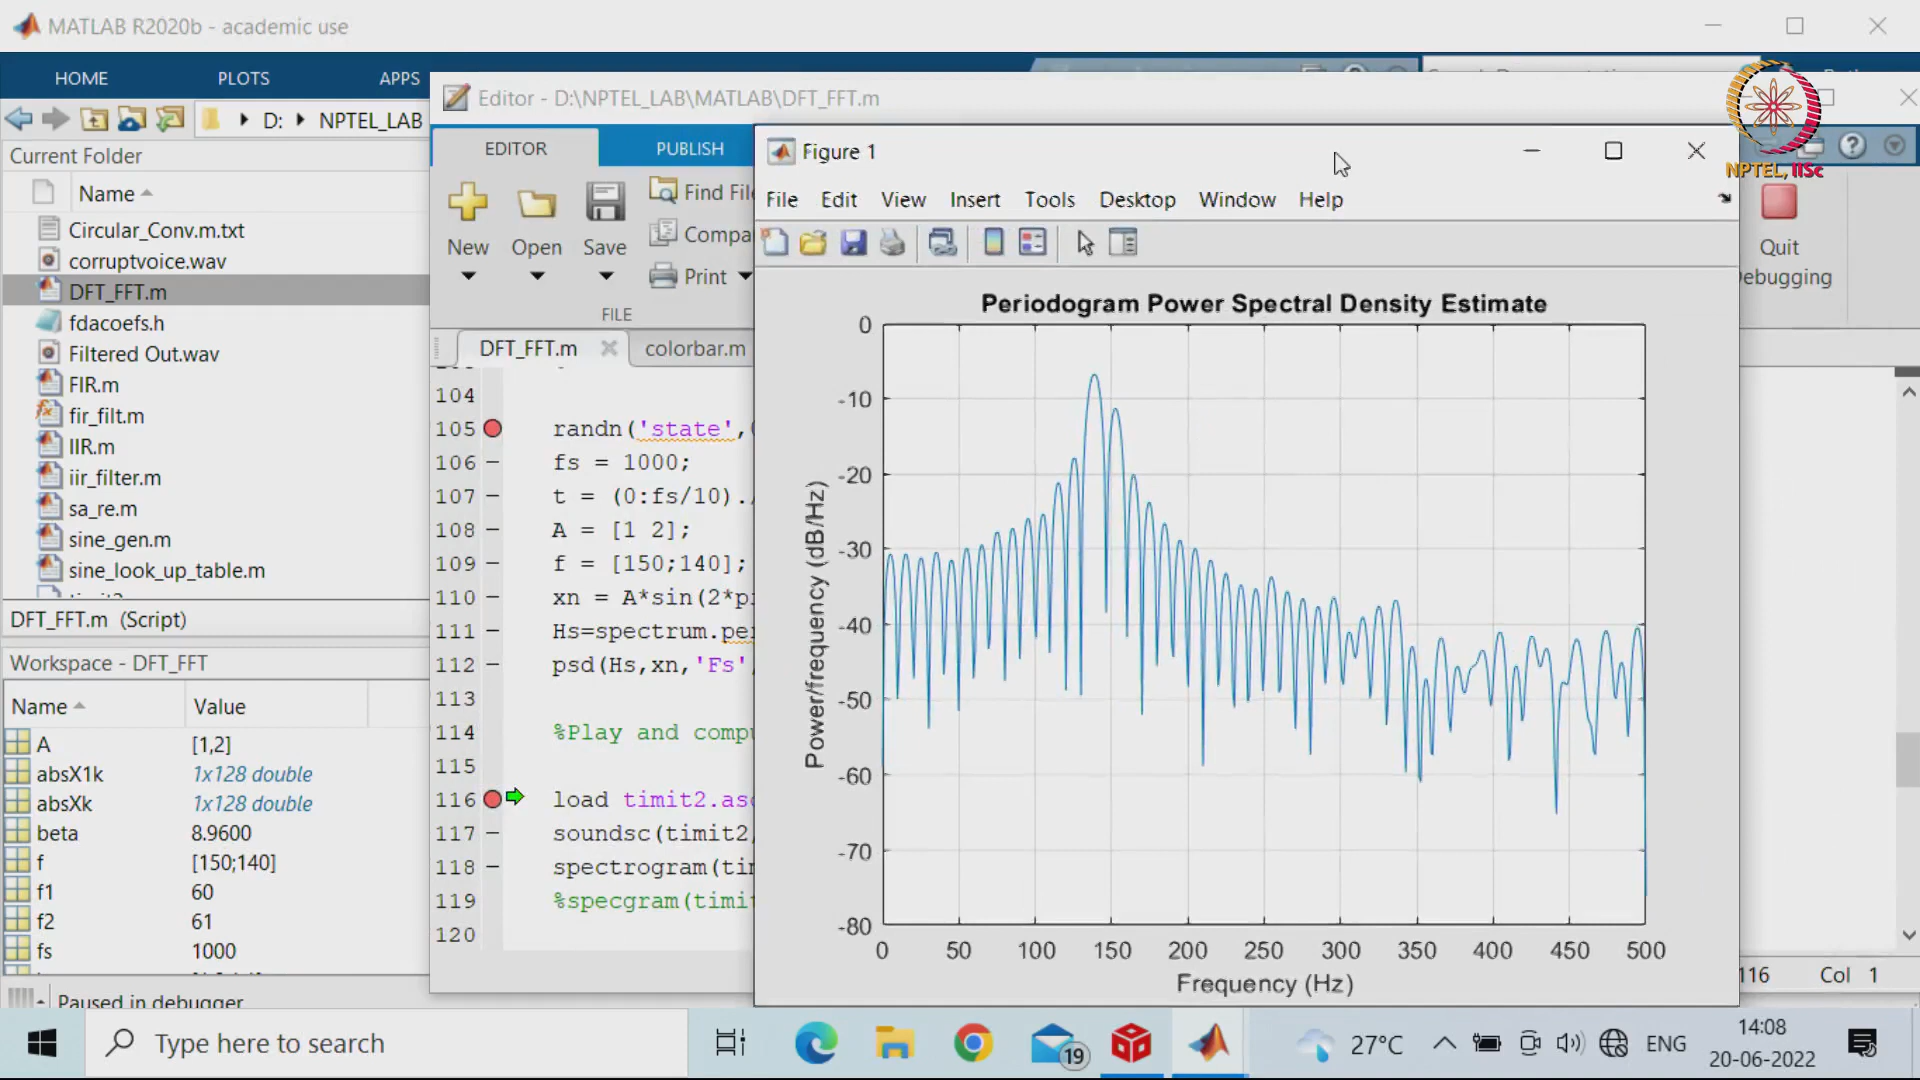 MATLAB R2020b - academic use
HOME PLOTS APPS
D: NPTEL_LAB
Current Folder
Name
Circular_Conv.m.txt
corruptvoice.wav
DFT_FFT.m
fdacoefs.h
Filtered Out.wav
FIR.m
fir_filt.m
IIR.m
iir_filter.m
sa_re.m
sine_gen.m
sine_look_up_table.m
DFT_FFT.m (Script)
Workspace - DFT_FFT
Name Value
A [1,2]
absX1k 1x128 double
absXk 1x128 double
beta 8.9600
f [150;140]
f1 60
f2 61
fs 1000
Paused in debugger
Editor - D:\NPTEL_LAB\MATLAB\DFT_FFT.m
EDITOR PUBLISH
New Open Save
Find File
Compa
Print
FILE
DFT_FFT.m colorbar.m
104
105 randn('state',
106 fs = 1000;
107 t = (0:fs/10).
108 A = [1 2];
109 f = [150;140];
110 xn = A*sin(2*p
111 Hs=spectrum.pe
112 psd(Hs,xn,'Fs'
113
114 %Play and comp
115
116 load timit2.as
117 soundsc(timit2
118 spectrogram(ti
119 %specgram(timit
120
Figure 1
File Edit View Insert Tools Desktop Window Help
Periodogram Power Spectral Density Estimate
Power/frequency (dB/Hz)
0
-10
-20
-30
-40
-50
-60
-70
-80
0 50 100 150 200 250 300 350 400 450 500
Frequency (Hz)
NPTEL, IISc
Quit
Debugging
116 Col 1
Type here to search
19
27°C
ENG
14:08
20-06-2022